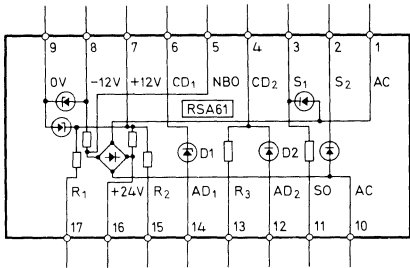 9 8 7 6 5 4 3 2 1
0V -12V +12V CD1 NBO CD2 S1 S2 AC
RSA61
D1 D2
R1 +24V R2 AD1 R3 AD2 SO AC
17 16 15 14 13 12 11 10